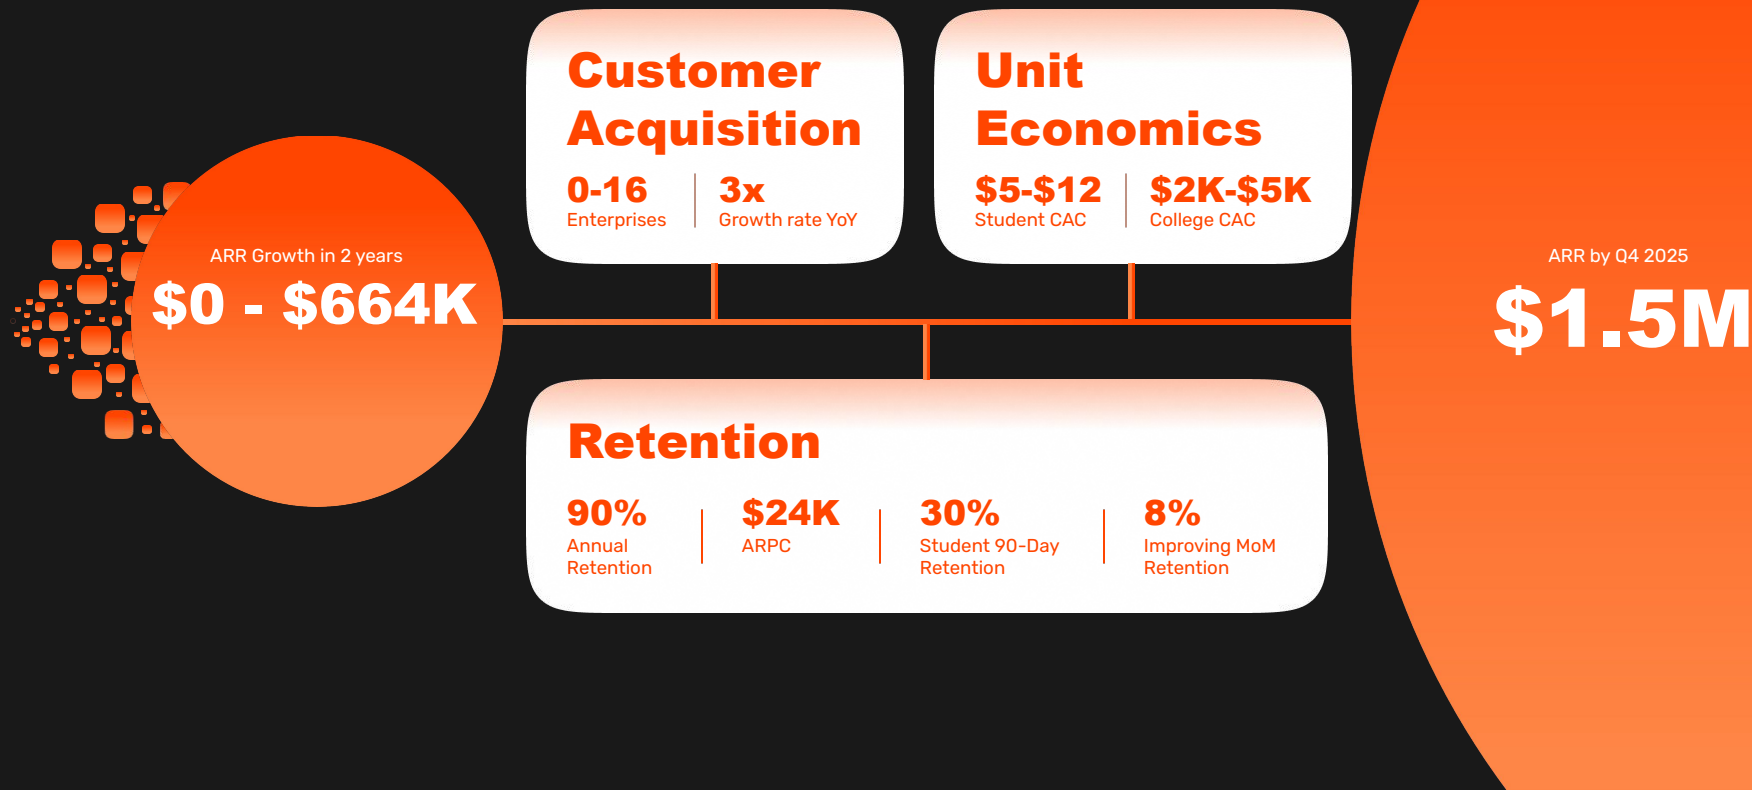 ARR Growth in 2 years
$0 - $664K
Customer
Acquisition
0-16
Enterprises
3x
Growth rate YoY
Unit
Economics
$5-$12
Student CAC
$2K-$5K
College CAC
Retention
90%
Annual
Retention
$24K
ARPC
30%
Student 90-Day
Retention
8%
Improving MoM
Retention
ARR by Q4 2025
$1.5M